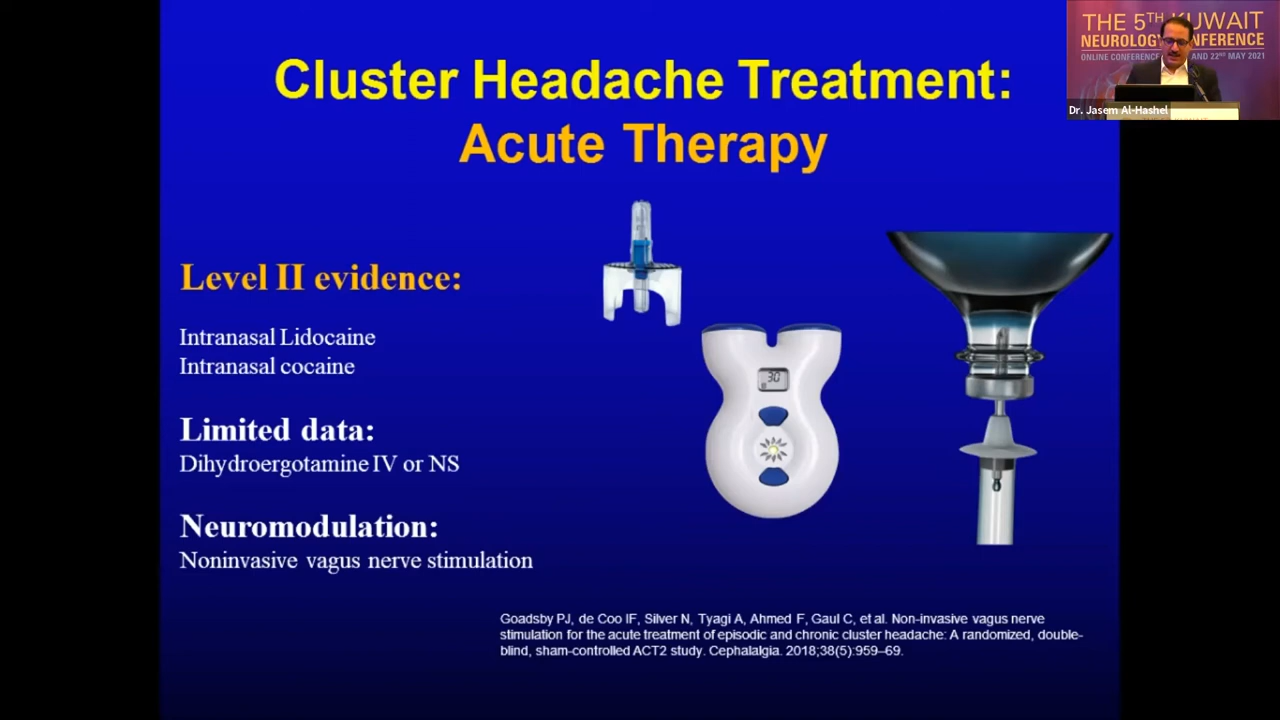 Cluster Headache Treatment:
Acute Therapy
THE 5TH KUWAIT
NEUROLOGY CONFERENCE
ONLINE CONFERENCE AND 22ND MAY 2021
Dr. Jasem Al-Hashel
Level II evidence:
Intranasal Lidocaine
Intranasal cocaine
Limited data:
Dihydroergotamine IV or NS
Neuromodulation:
Noninvasive vagus nerve stimulation
30
Goadsby PJ, de Coo IF, Silver N, Tyagi A, Ahmed F, Gaul C, et al. Non-invasive vagus nerve
stimulation for the acute treatment of episodic and chronic cluster headache: A randomized, double-
blind, sham-controlled ACT2 study. Cephalalgia. 2018;38(5):959–69.